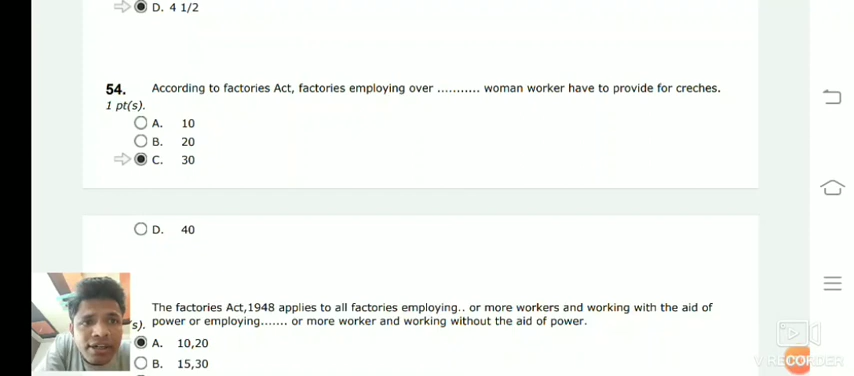 D. 4 1/2
54. According to factories Act, factories employing over ........... woman worker have to provide for creches.
1 pt(s).
A. 10
B. 20
C. 30
D. 40
The factories Act,1948 applies to all factories employing.. or more workers and working with the aid of
s). power or employing....... or more worker and working without the aid of power.
A. 10,20
B. 15,30
V RECORDER